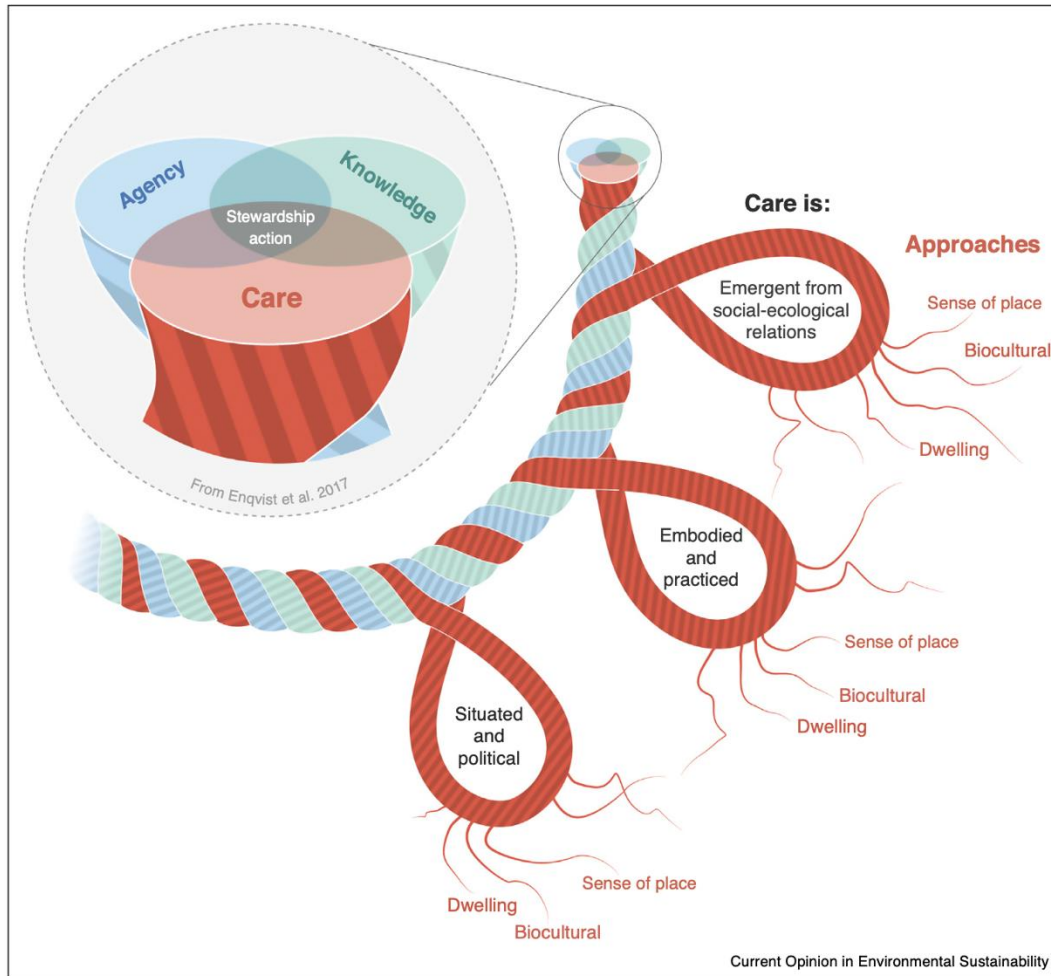 Agency
Knowledge
Stewardship
action
Care
From Enqvist et al. 2017
Care is:
Approaches
Emergent from
social-ecological
relations
Sense of place
Biocultural
Dwelling
Embodied
and
practiced
Sense of place
Biocultural
Dwelling
Situated
and
political
Sense of place
Dwelling
Biocultural
Current Opinion in Environmental Sustainability